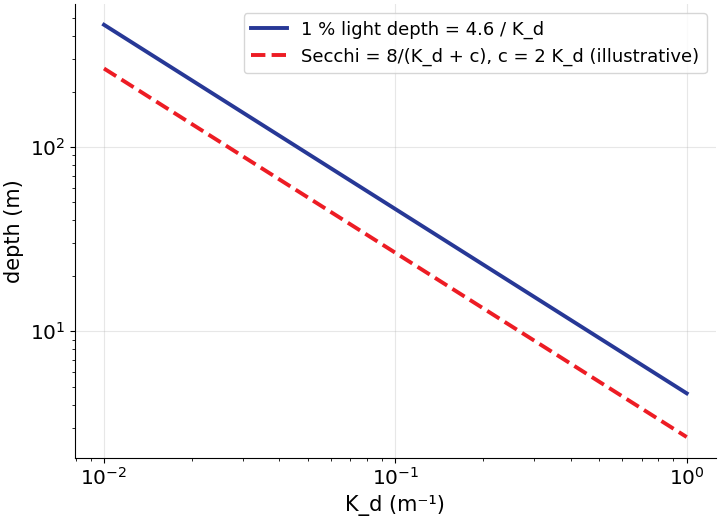 1 % light depth = 4.6 / K_d
Secchi = 8/(K_d + c), c = 2 K_d (illustrative)
depth (m)
10²
10¹
10⁻² 10⁻¹ 10⁰
K_d (m⁻¹)